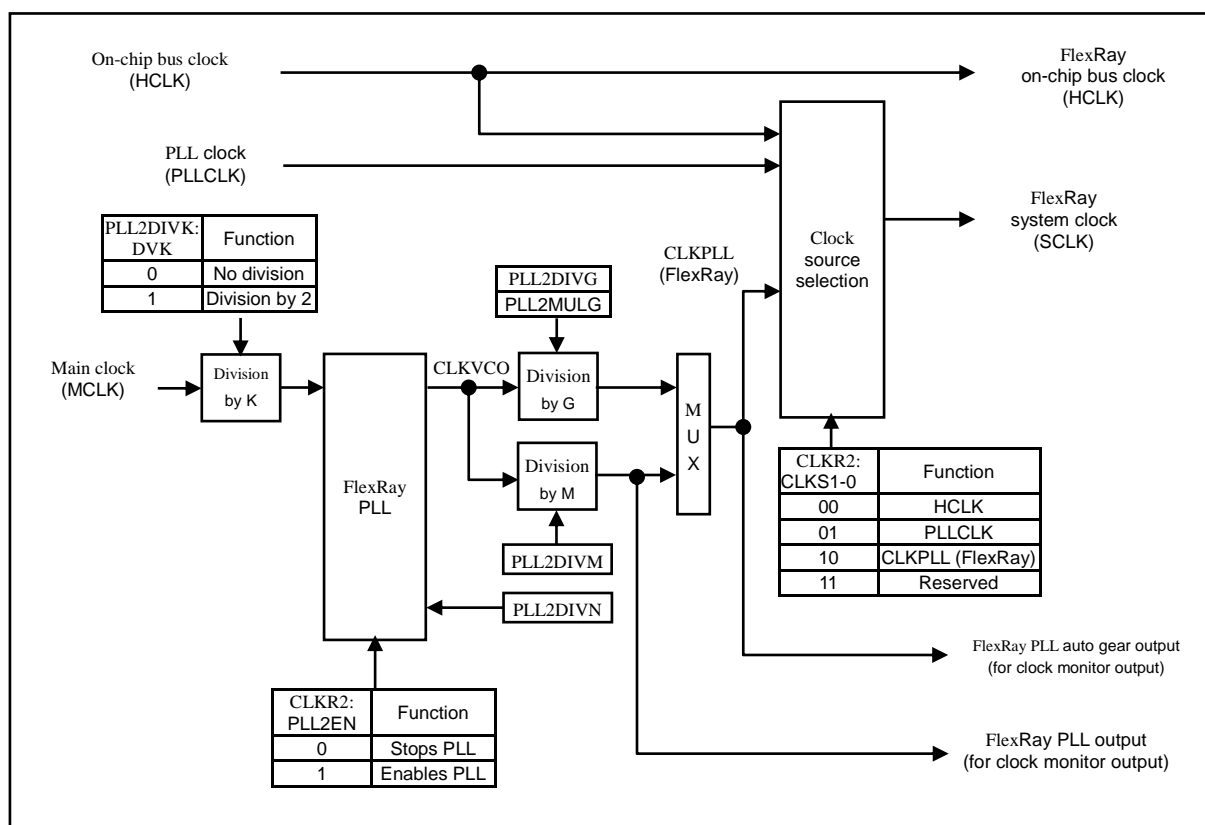 On-chip bus clock
(HCLK)
FlexRay
on-chip bus clock
(HCLK)
PLL clock
(PLLCLK)
FlexRay
system clock
(SCLK)
Clock
source
selection
PLL2DIVK:
DVK
Function
0
No division
1
Division by 2
CLKPLL
(FlexRay)
PLL2DIVG
PLL2MULG
Main clock
(MCLK)
Division
by K
FlexRay
PLL
CLKVCO
Division
by G
Division
by M
M
U
X
PLL2DIVM
PLL2DIVN
CLKR2:
CLKS1-0
Function
00
HCLK
01
PLLCLK
10
CLKPLL (FlexRay)
11
Reserved
CLKR2:
PLL2EN
Function
0
Stops PLL
1
Enables PLL
FlexRay PLL auto gear output
(for clock monitor output)
FlexRay PLL output
(for clock monitor output)